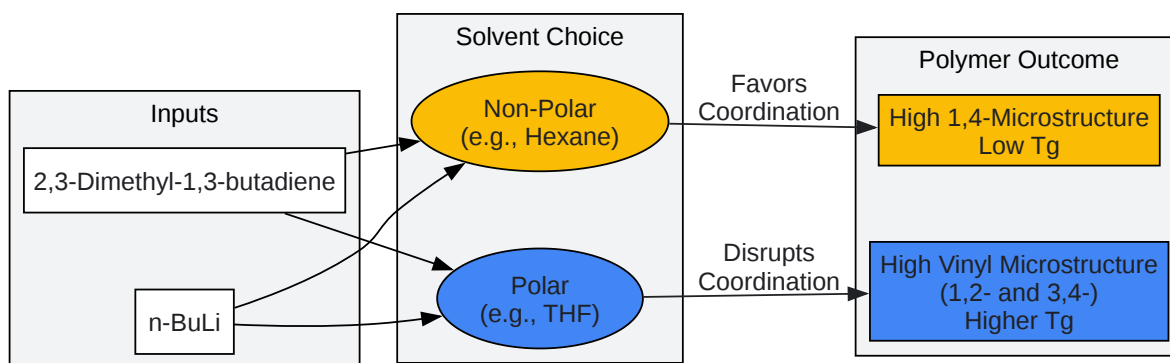 Inputs
2,3-Dimethyl-1,3-butadiene
n-BuLi
Solvent Choice
Non-Polar
(e.g., Hexane)
Polar
(e.g., THF)
Favors
Coordination
Disrupts
Coordination
Polymer Outcome
High 1,4-Microstructure
Low Tg
High Vinyl Microstructure
(1,2- and 3,4-)
Higher Tg